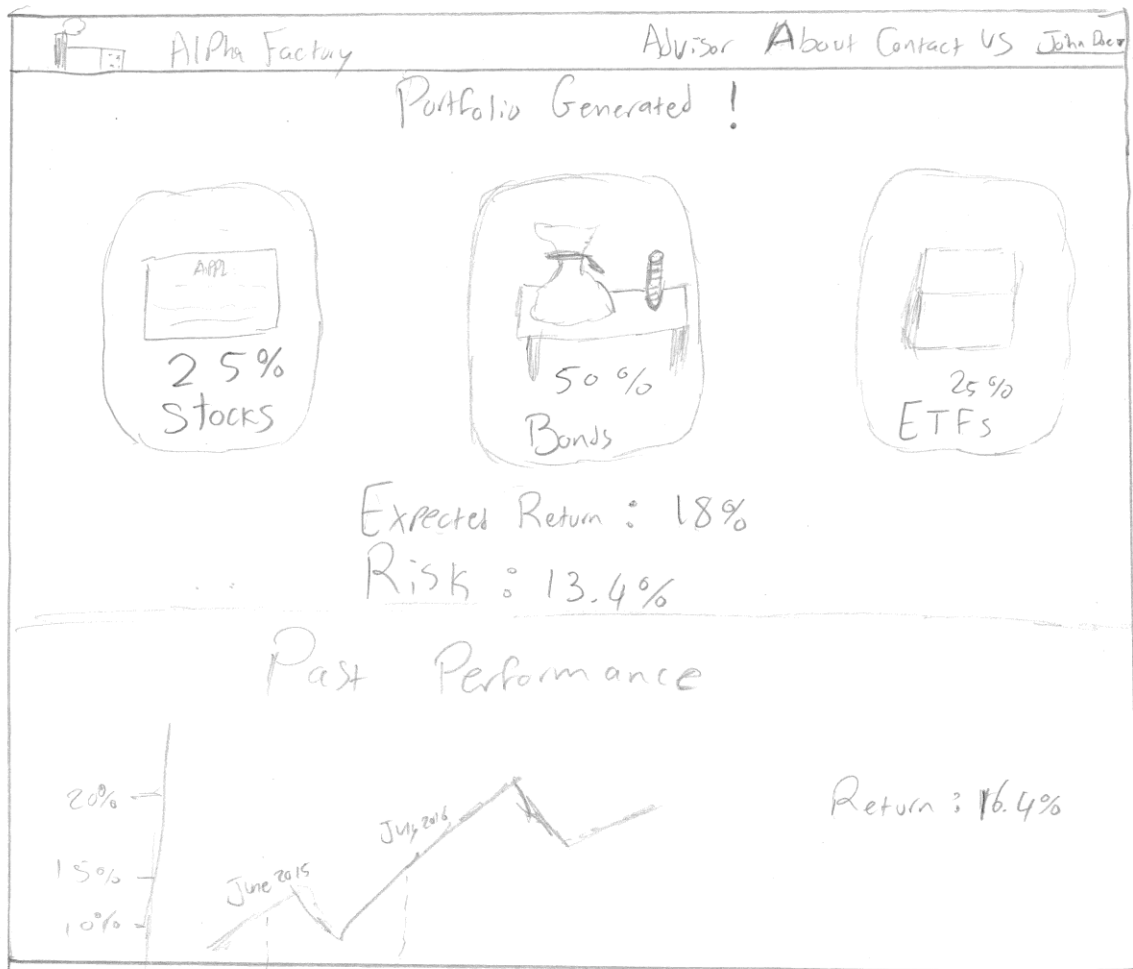 Alpha Factory Advisor About Contact US John Doe
Portfolio Generated !
APPL
25%
Stocks
50%
Bonds
25%
ETFs
Expected Return : 18%
Risk : 13.4%
Past Performance
20%
15%
10%
June 2015
July 2016
Return : 16.4%